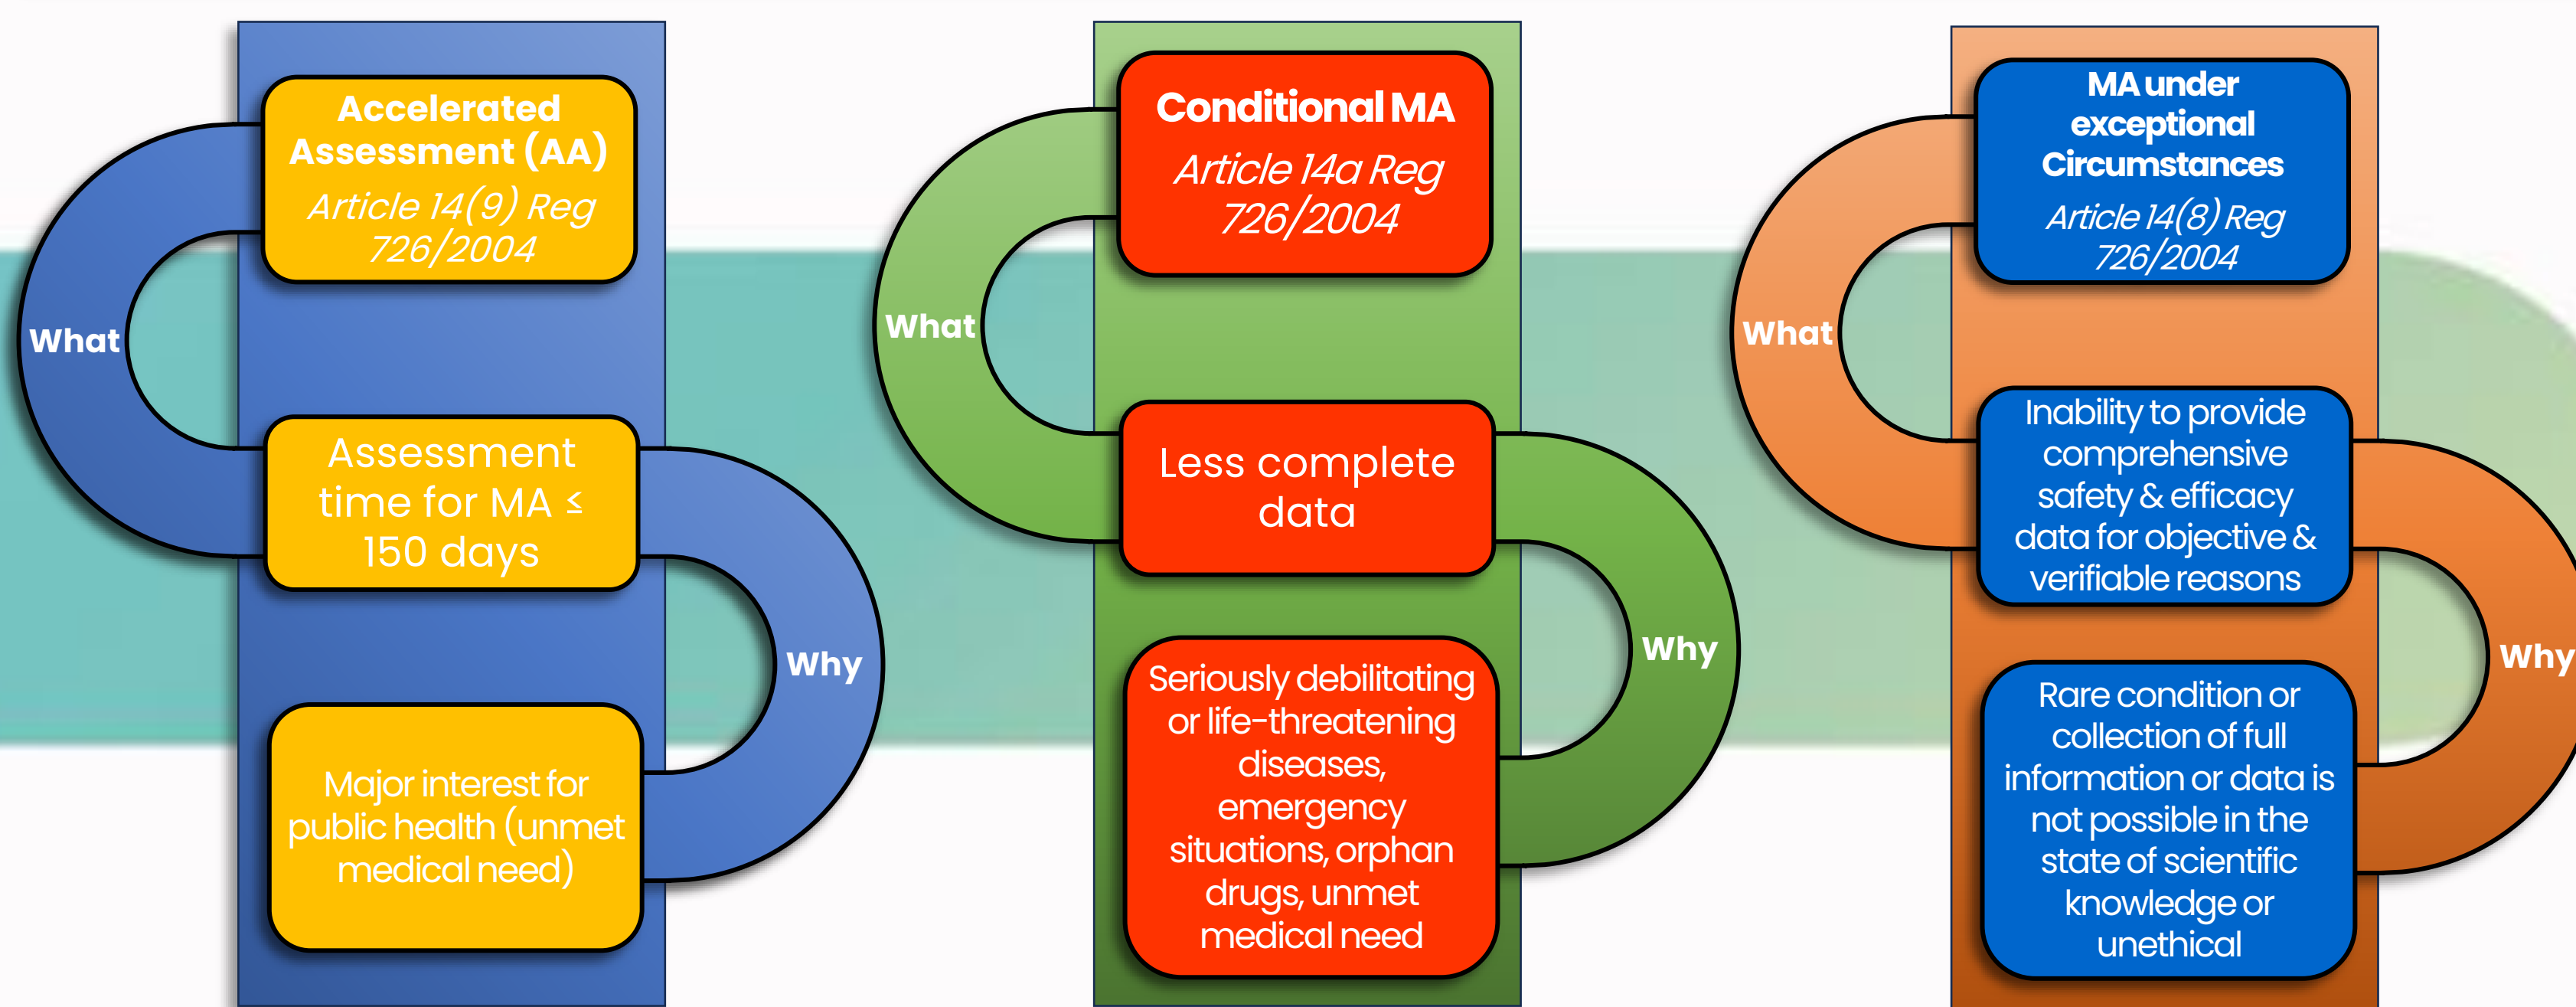 Accelerated
Assessment (AA)
Article 14(9) Reg
726/2004
What
Assessment
time for MA ≤
150 days
Why
Major interest for
public health (unmet
medical need)
Conditional MA
Article 14a Reg
726/2004
What
Less complete
data
Why
Seriously debilitating
or life-threatening
diseases,
emergency
situations, orphan
drugs, unmet
medical need
MA under
exceptional
Circumstances
Article 14(8) Reg
726/2004
What
Inability to provide
comprehensive
safety & efficacy
data for objective &
verifiable reasons
Why
Rare condition or
collection of full
information or data is
not possible in the
state of scientific
knowledge or
unethical